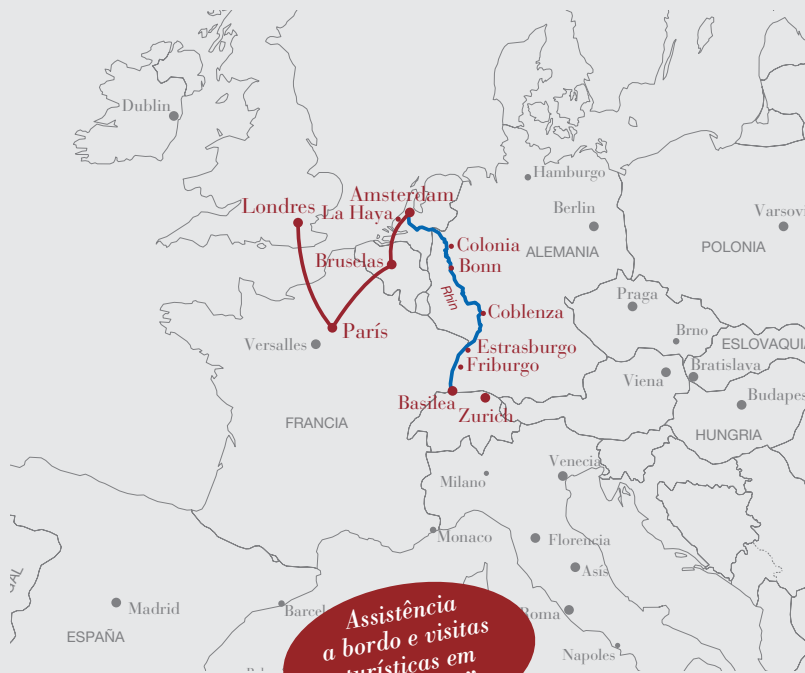 Dublin
Hamburgo
Amsterdam
Londres
La Haya
Berlin
Varsovi
Colonia
ALEMANIA
POLONIA
Bruselas
Bonn
Rhin
Praga
Coblenza
París
Brno
Versalles
Estrasburgo
ESLOVAQUIA
Friburgo
Bratislava
Viena
Basilea
Zurich
Budapes
FRANCIA
HUNGRIA
Venecia
Milano
Monaco
Florencia
Asís
Madrid
Barcel
Roma
ESPAÑA
Napoles
GAL
Assistência
a bordo e visitas
turísticas em